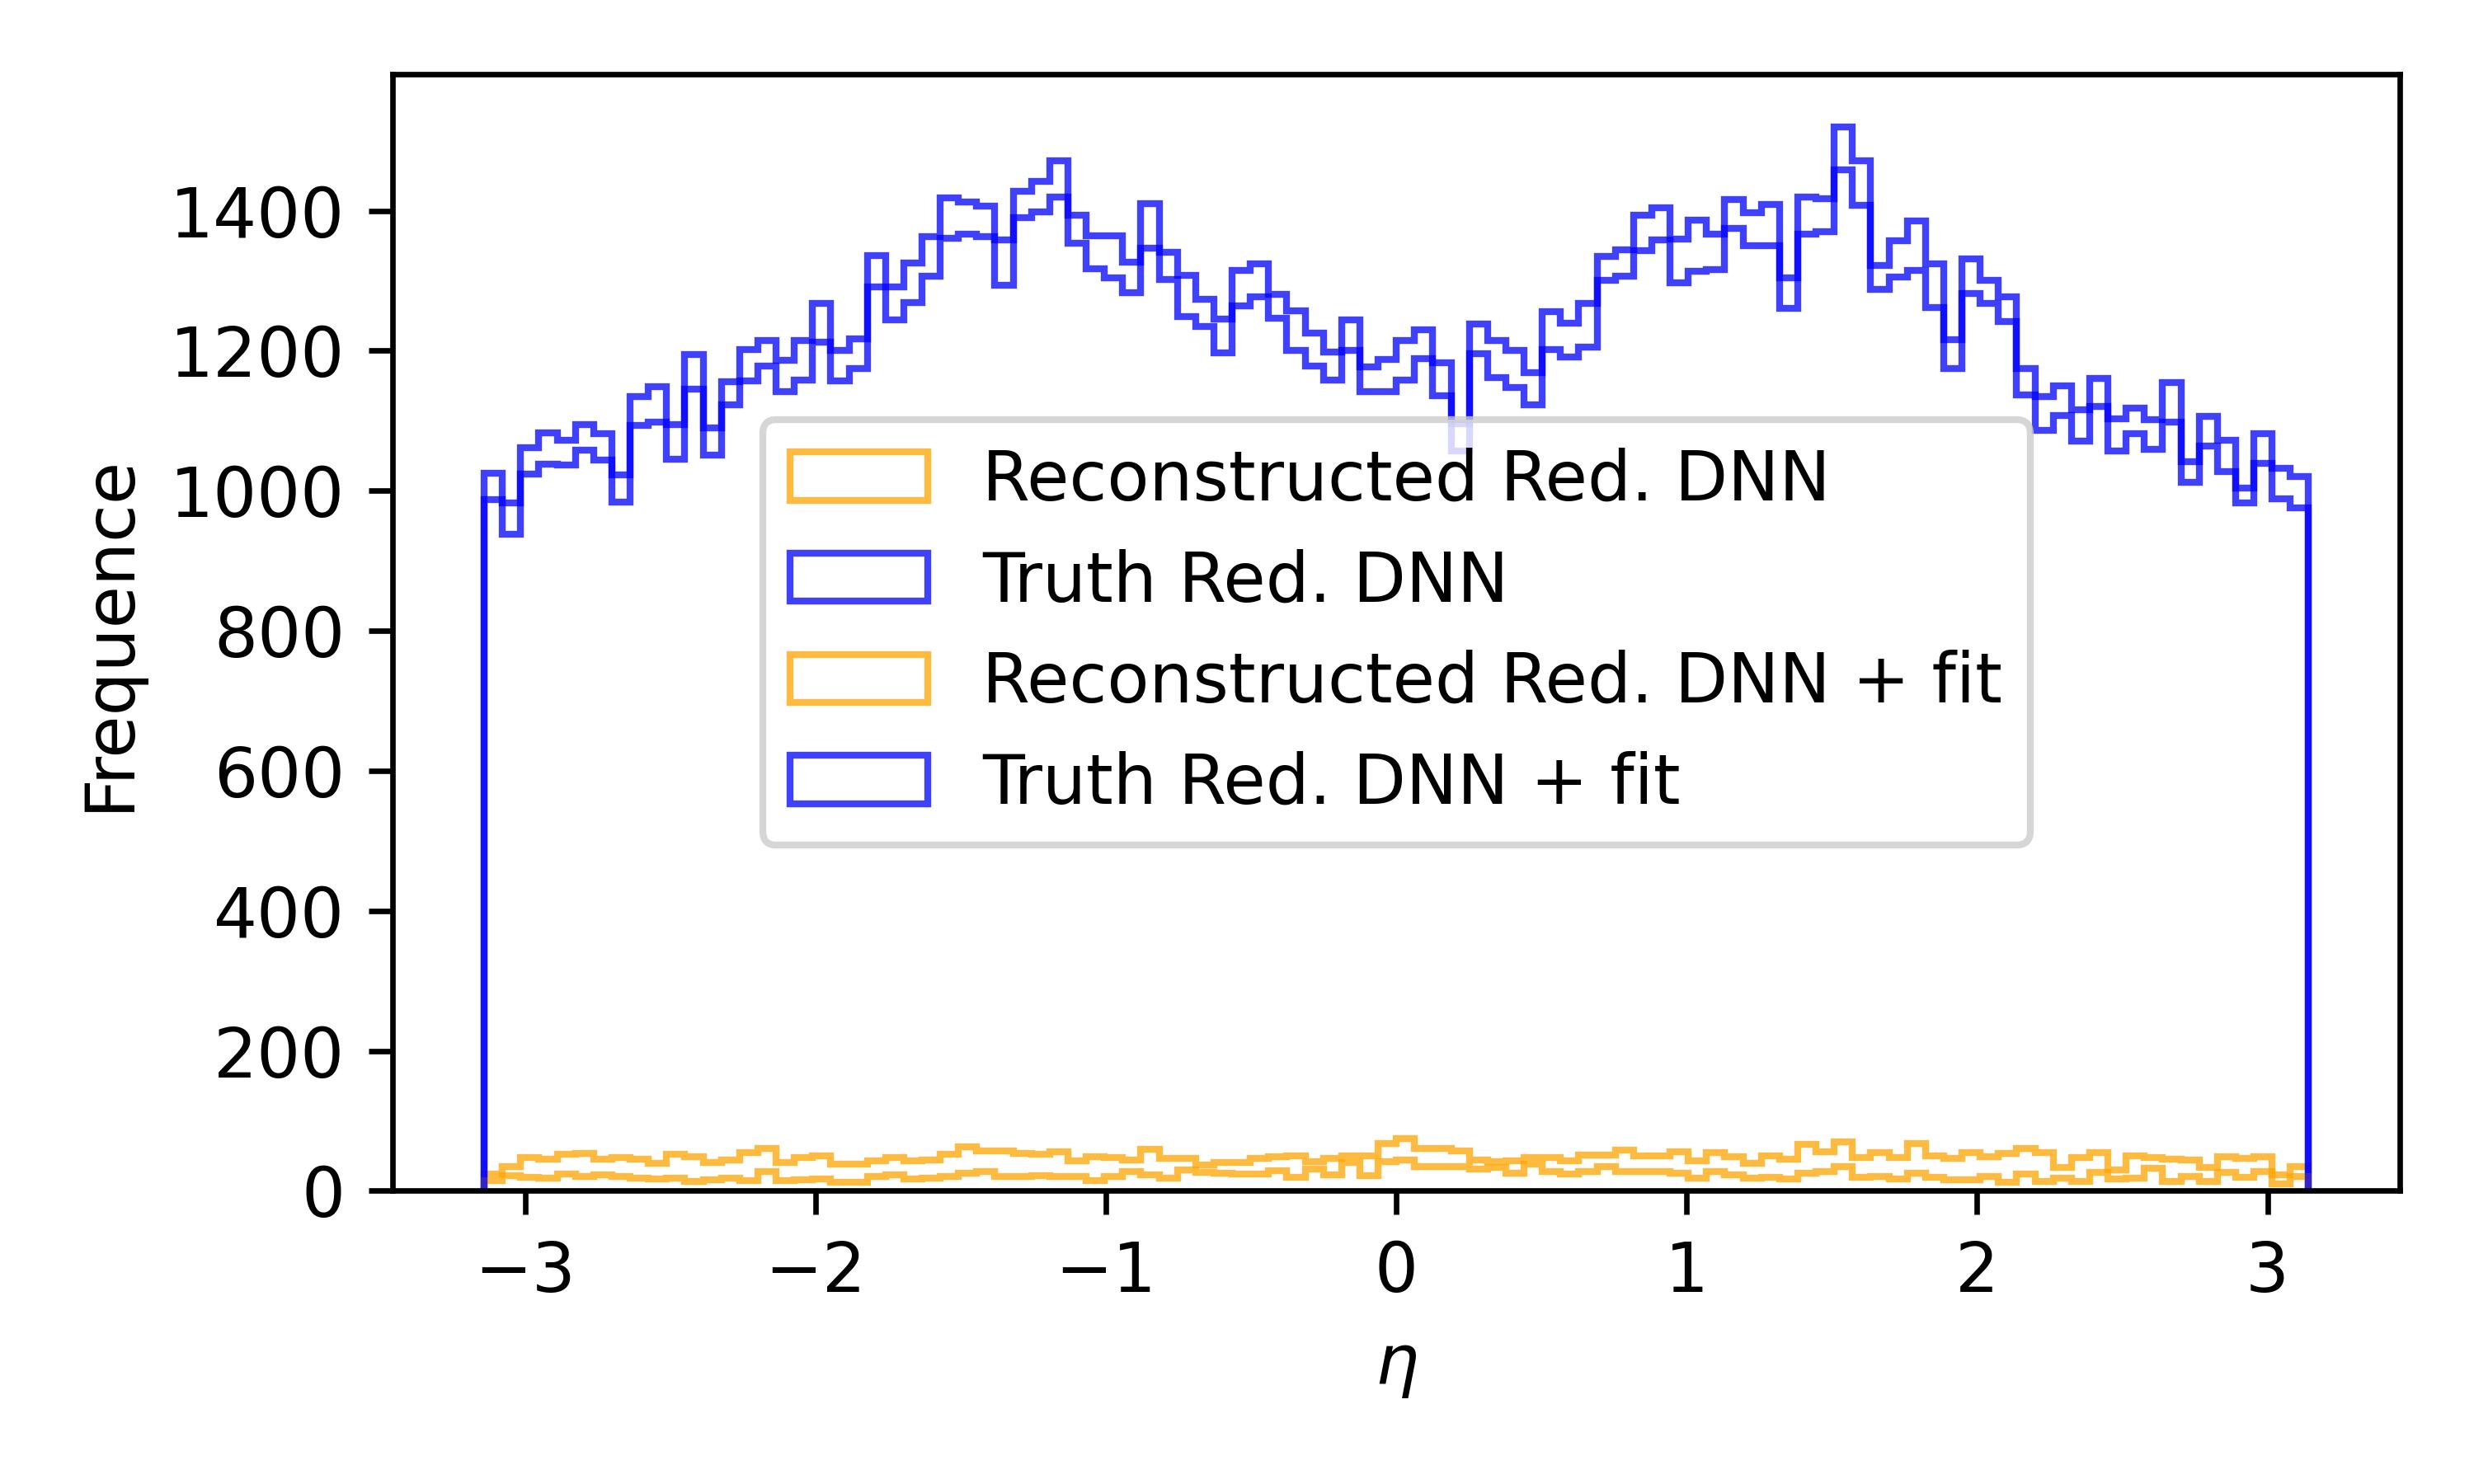 Frequence
1400
1200
1000
800
600
400
200
0
Reconstructed Red. DNN
Truth Red. DNN
Reconstructed Red. DNN + fit
Truth Red. DNN + fit
−3 −2 −1 0 1 2 3
η